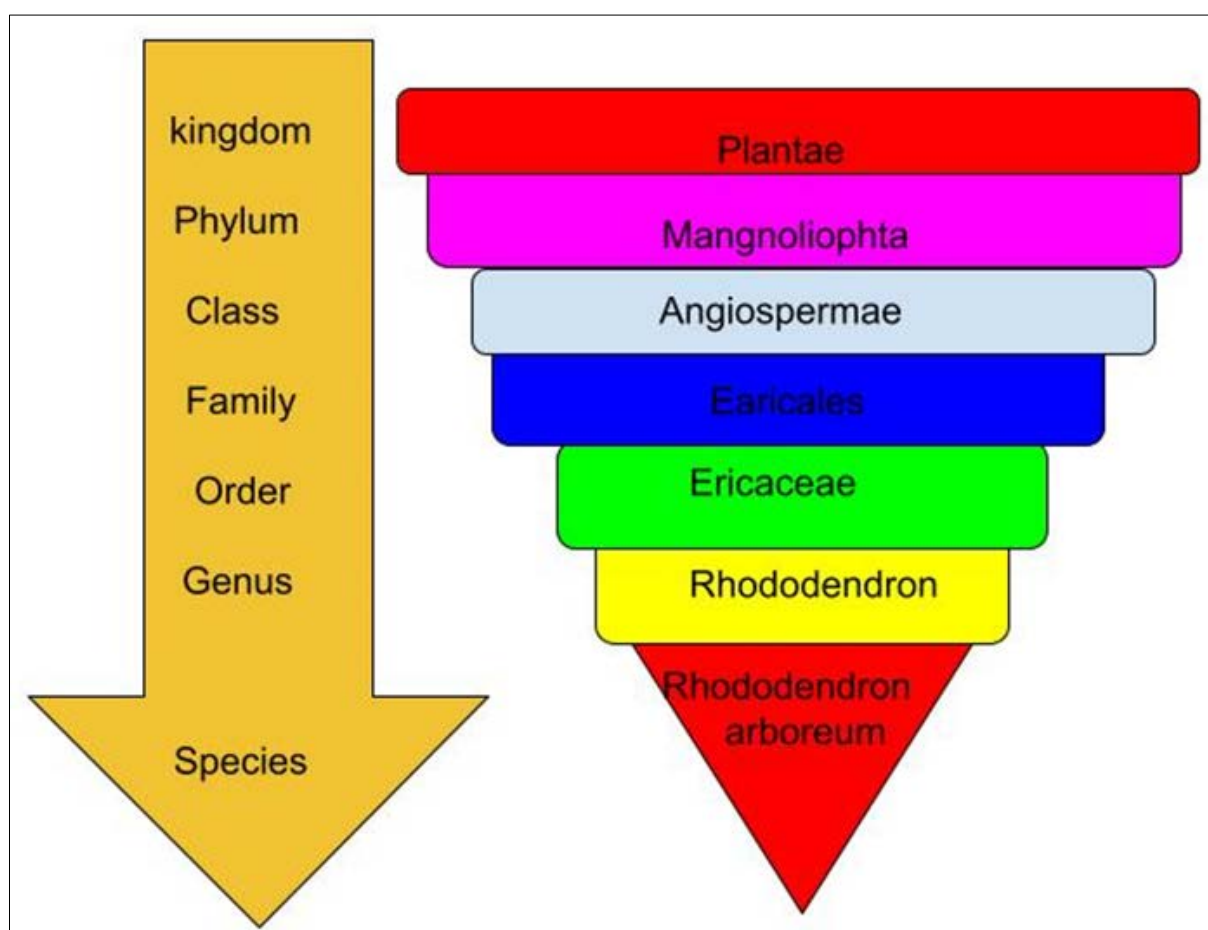 kingdom
Plantae
Phylum
Mangnoliophta
Class
Angiospermae
Family
Earicales
Order
Ericaceae
Genus
Rhododendron
Species
Rhododendron
arboreum